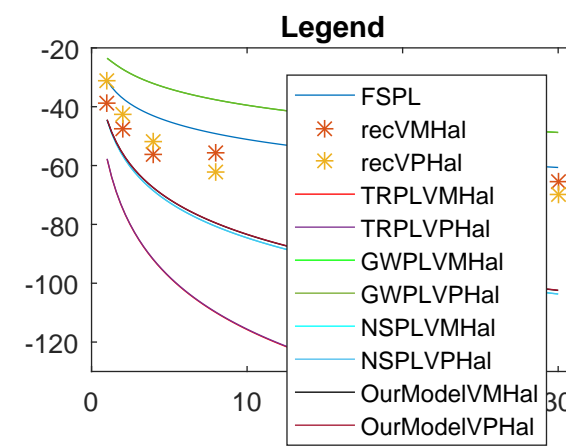 Legend
-20
-40
-60
-80
-100
-120
0
10
30
FSPL
recVMHal
recVPHal
TRPLVMHal
TRPLVPHal
GWPLVMHal
GWPLVPHal
NSPLVMHal
NSPLVPHal
OurModelVMHal
OurModelVPHal